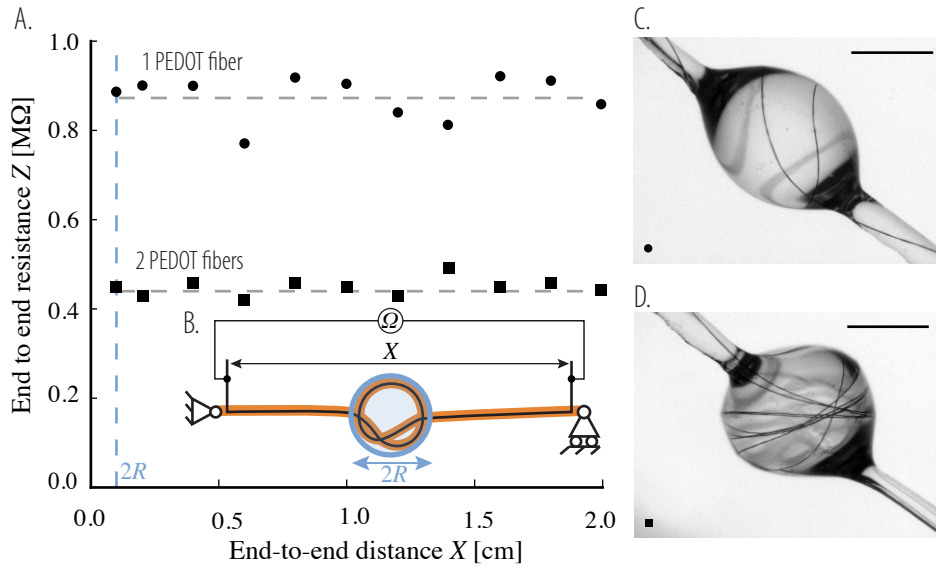 A.
End to end resistance Z [MΩ]
1.0
0.8
0.6
0.4
0.2
0.0
1 PEDOT fiber
2 PEDOT fibers
B.
Ω
X
2R
2R
0.0
0.5
1.0
1.5
2.0
End-to-end distance X [cm]
C.
D.